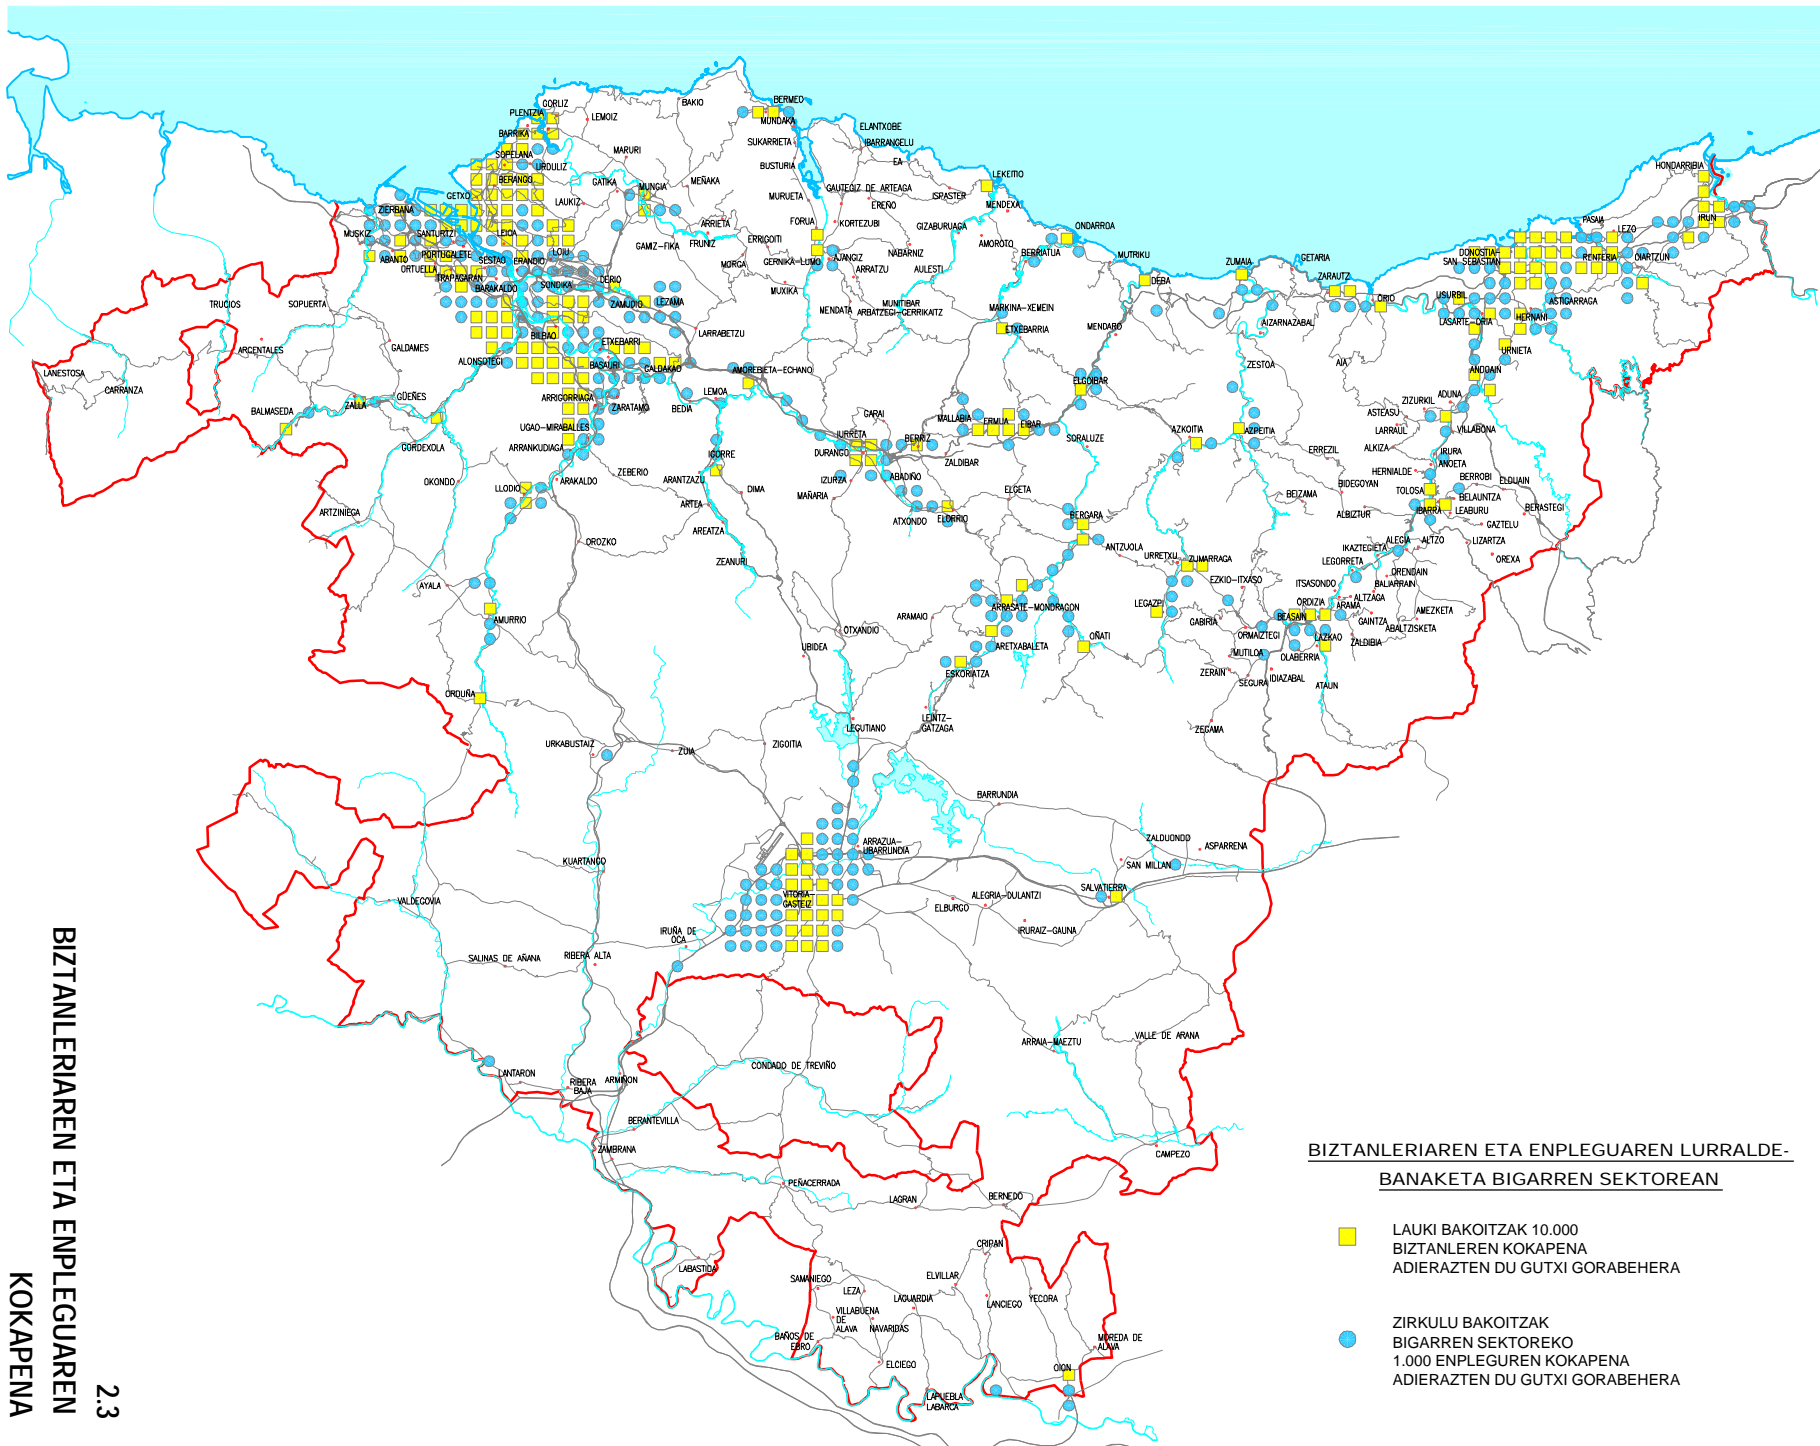 GORLIZ
PLENTZIA
LEMOIZ
BAKIO
BERMEO
MUNDAKA
BARRIKA
SUKARRIETA
ELANTXOBE
IBARRANGELU
SOPELANA
URDULIZ
MARURI
BUSTURIA
EA
HONDARRIBIA
BERANGO
GATIKA
MUNGIA
MEÑAKA
MURUETA
GAUTEGIZ DE ARTEAGA
EREÑO
ISPASTER
LEKEITIO
MENDEXA
GETXO
LAUKIZ
ZIERBANA
ARRIETA
FORUA
KORTEZUBI
GIZABURUAGA
ONDARROA
PASAIA
LEZO
IRUN
MUSKIZ
SANTURTZI
LEIOA
GAMIZ-FIKA
FRUNIZ
ERRIGOITI
NABARNIZ
AMOROTO
ABANTO
PORTUGALETE
SESTAO
ERANDIO
LOIU
MORGA
GERNIKA-LUMO
AJANGIZ
ARRATZU
AULESTI
BERRIATUA
MUTRIKU
ZUMAIA
GETARIA
DONOSTIA-
SAN SEBASTIAN
RENTERIA
OIARTZUN
ORTUELLA
TRAPAGARAN
BARAKALDO
SONDIKA
DERIO
MUXIKA
DEBA
ZARAUTZ
ORIO
USURBIL
ASTIGARRAGA
TRUCIOS
SOPUERTA
ZAMUDIO
LEZAMA
MENDATA
MUNITIBAR
ARBATZEGI-GERRIKAITZ
MARKINA-XEMEIN
ETXEBARRIA
MENDARO
AIZARNAZABAL
LASARTE-ORIA
HERNANI
LARRABETZU
BILBAO
ETXEBARRI
ARCENTALES
GALDAMES
ALONSOTEGI
BASAURI
GALDAKAO
AMOREBIETA-ECHANO
ZESTOA
AIA
URNIETA
LANESTOSA
CARRANZA
ELGOIBAR
ANDOAIN
GÜEÑES
ZALLA
ARRIGORRIAGA
ZARATAMO
BEDIA
LEMOA
ADUNA
ZIZURKIL
BALMASEDA
GARAI
MALLABIA
ERMUA
EIBAR
ASTEASU
UGAO-MIRABALLES
IURRETA
BERRIZ
AZKOITIA
AZPEITIA
LARRAUL
VILLABONA
GORDEXOLA
ARRANKUDIAGA
DURANGO
ZALDIBAR
SORALUZE
ERREZIL
ALKIZA
IRURA
ANOETA
IGORRE
ZEBERIO
ARANTZAZU
IZURZA
ABADIÑO
HERNIALDE
BERROBI
ELDUAIN
OKONDO
LLODIO
ARAKALDO
DIMA
MAÑARIA
ELGETA
BIDEGOYAN
TOLOSA
BELAUNTZA
BEIZAMA
ARTZINIEGA
ARTEA
BERGARA
ALBIZTUR
IBARRA
LEABURU
BERASTEGI
ATXONDO
ELORRIO
GAZTELU
AREATZA
OROZKO
ANTZUOLA
ALEGIA
ALTZO
LIZARTZA
IKAZTEGIETA
ZEANURI
URRETXU
ZUMARRAGA
LEGORRETA
OREXA
AYALA
EZKIO-ITXASO
ITSASONDO
ORENDAIN
BALIARRAIN
AMURRIO
ARAMAIO
ARRASATE-MONDRAGON
LEGAZPI
ORDIZIA
ALTZAGA
ARAMA
AMEZKETA
OTXANDIO
GABIRIA
BEASAIN
GAINTZA
ABALTZISKETA
ORMAIZTEGI
LAZKAO
ZALDIBIA
UBIDEA
ARETXABALETA
OÑATI
MUTILOA
OLABERRIA
ESKORIATZA
ZERAIN
SEGURA
IDIAZABAL
ATAUN
ORDUÑA
LEINTZ-
GATZAGA
LEGUTIANO
ZEGAMA
URKABUSTAIZ
ZUIA
ZIGOITIA
BARRUNDIA
ARRAZUA-
UBARRUNDIA
ZALDUONDO
ASPARRENA
KUARTANGO
SAN MILLAN
VITORIA-
GASTEIZ
SALVATIERRA
VALDEGOVIA
ELBURGO
ALEGRIA-DULANTZI
IRURAIZ-GAUNA
IRUÑA DE
OCA
SALINAS DE AÑANA
RIBERA ALTA
ARRAIA-MAEZTU
VALLE DE ARANA
CONDADO DE TREVIÑO
LANTARON
RIBERA
BAJA
ARMIÑON
BERANTEVILLA
ZAMBRANA
CAMPEZO
PEÑACERRADA
LAGRAN
BERNEDO
LABASTIDA
CRIPAN
SAMANIEGO
LEZA
ELVILLAR
VILLABUENA
DE
ALAVA
LAGUARDIA
LANCIEGO
YECORA
NAVARIDAS
BAÑOS DE
EBRO
MOREDA DE
ALAVA
ELCIEGO
OION
LAPUEBLA
LABARCA
BIZTANLERIAREN ETA ENPLEGUAREN LURRALDE-
BANAKETA BIGARREN SEKTOREAN
LAUKI BAKOITZAK 10.000
BIZTANLEREN KOKAPENA
ADIERAZTEN DU GUTXI GORABEHERA
ZIRKULU BAKOITZAK
BIGARREN SEKTOREKO
1.000 ENPLEGUREN KOKAPENA
ADIERAZTEN DU GUTXI GORABEHERA
2.3
BIZTANLERIAREN ETA ENPLEGUAREN
KOKAPENA